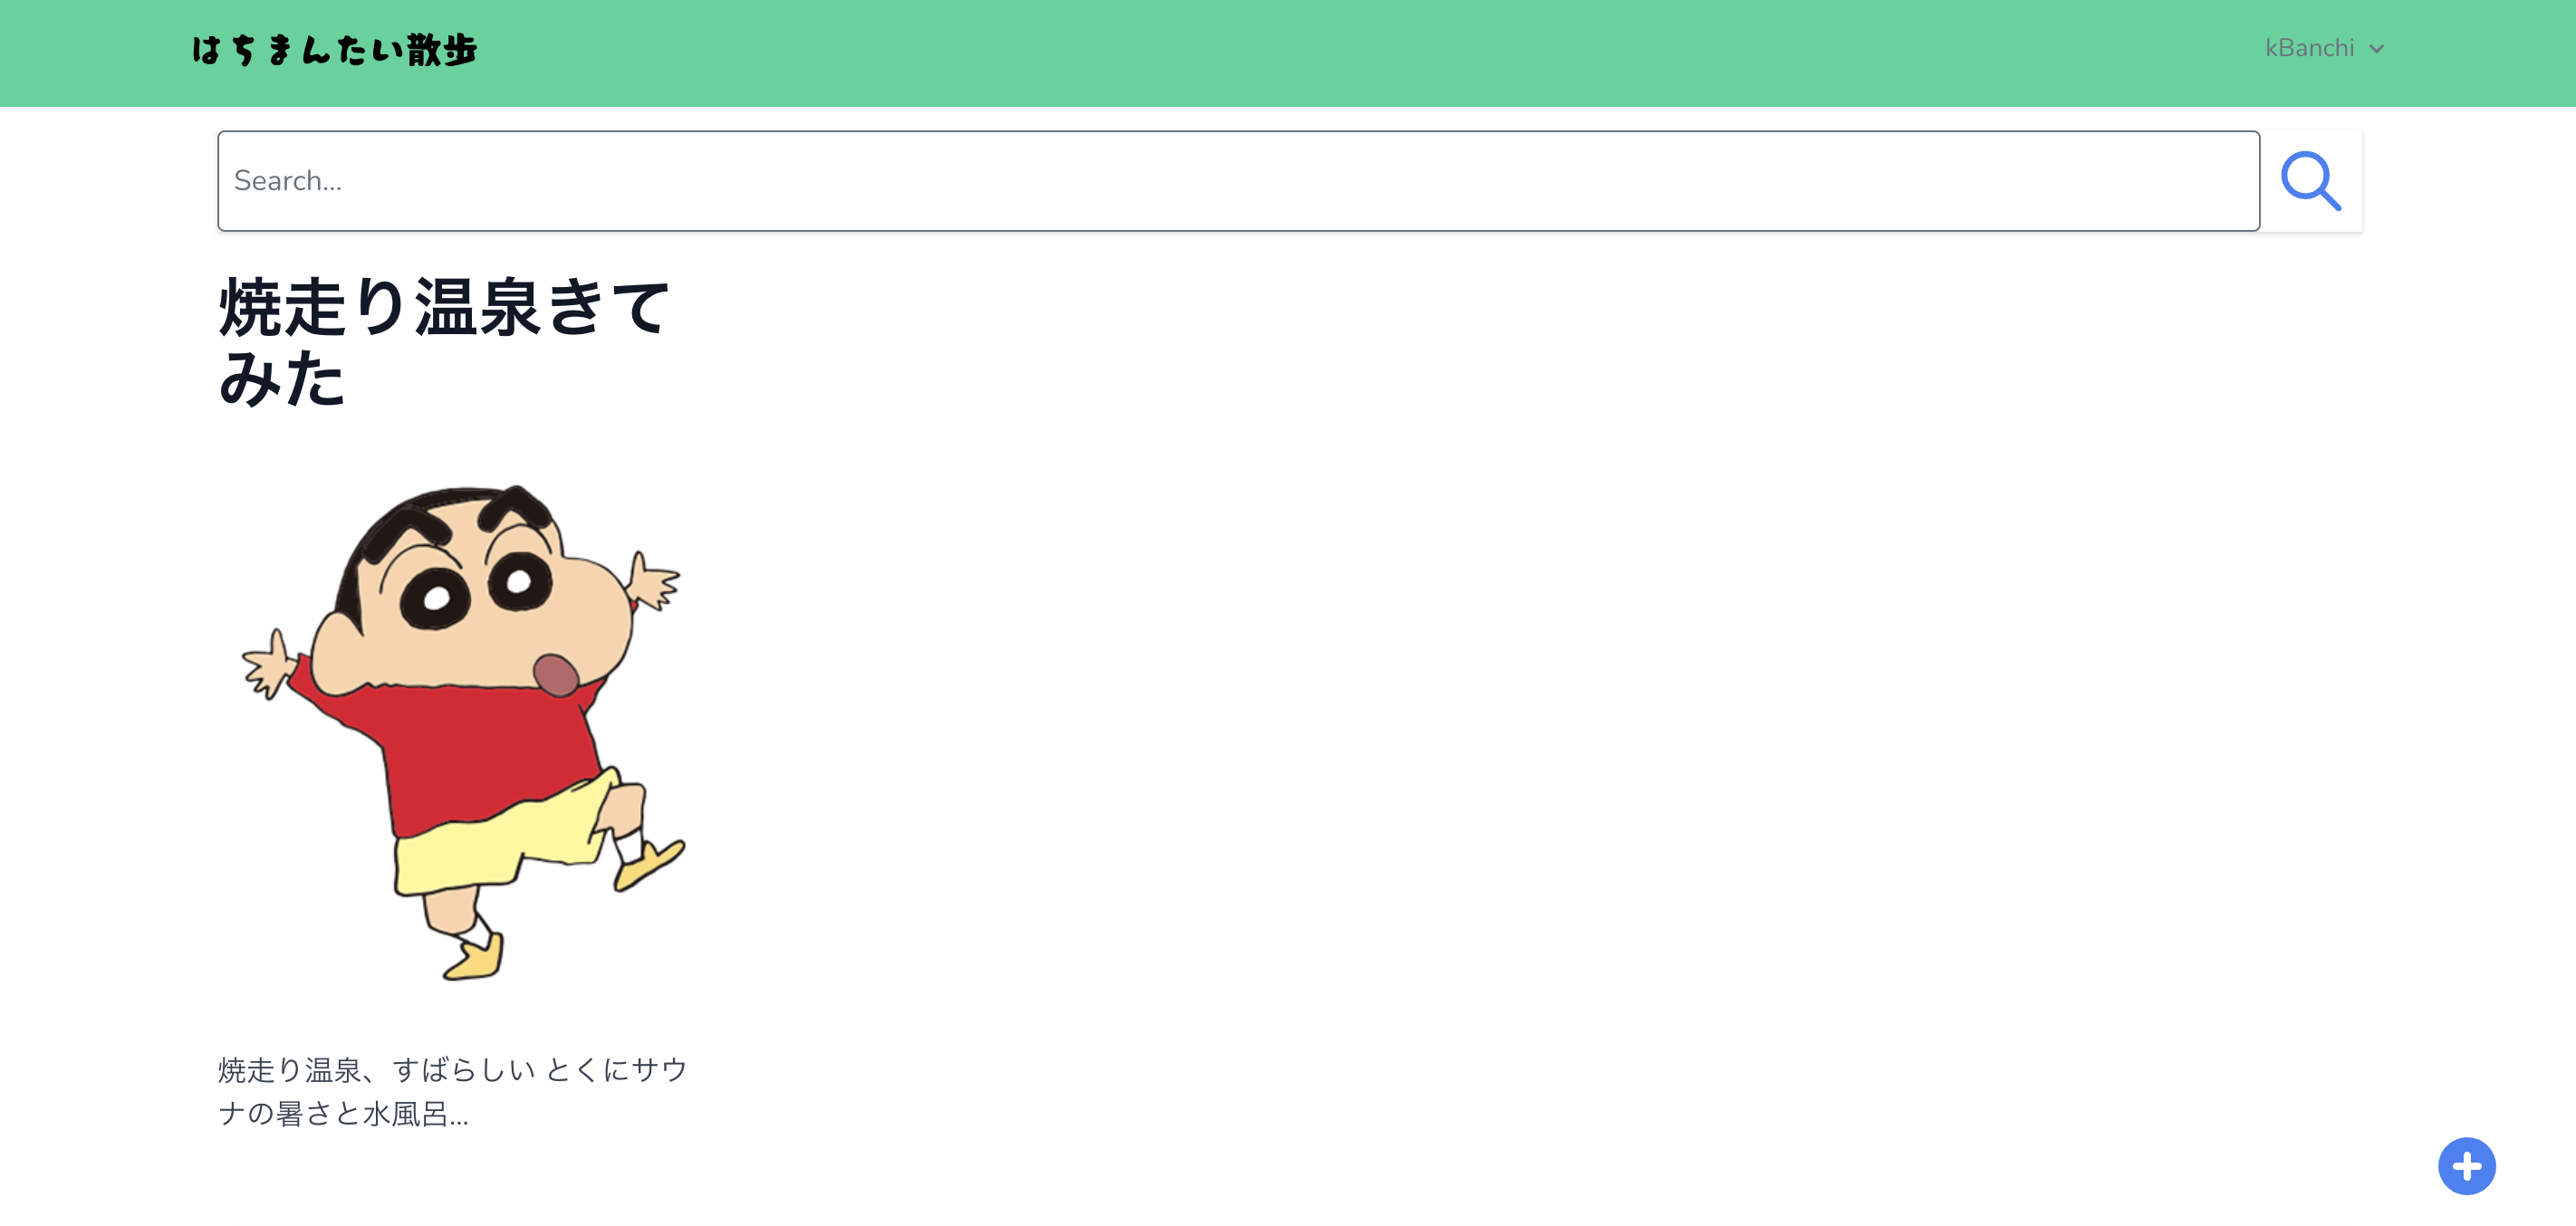 はちまんたい散歩
kBanchi
Search...
焼走り温泉きて
みた
焼走り温泉、すばらしい とくにサウ
ナの暑さと水風呂...